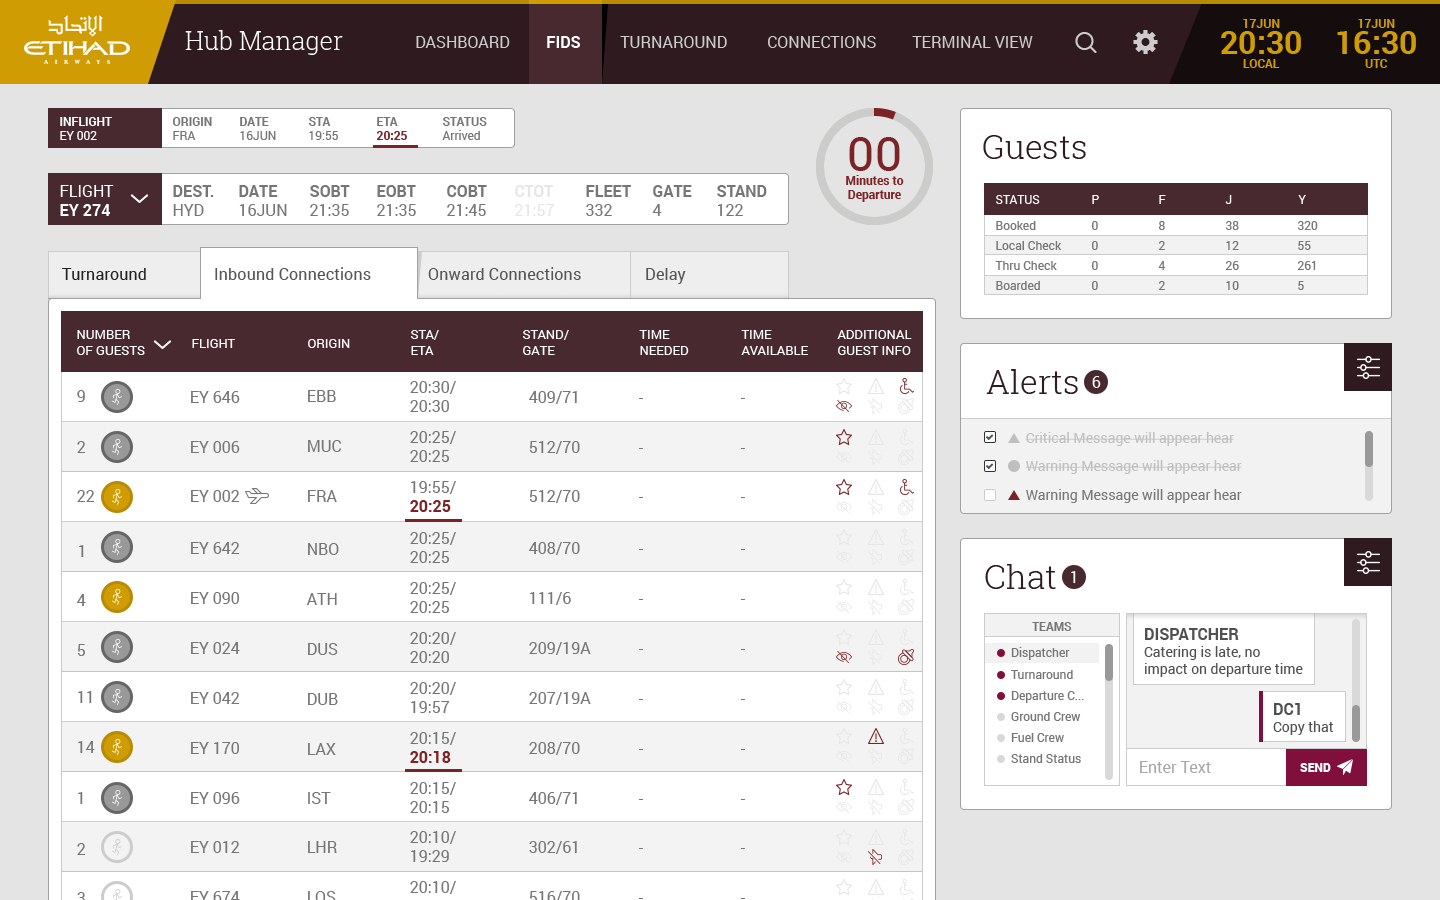 الإتحاد
ETIHAD
AIRWAYS
Hub Manager
DASHBOARD
FIDS
TURNAROUND
CONNECTIONS
TERMINAL VIEW
17JUN
20:30
LOCAL
17JUN
16:30
UTC
INFLIGHT
EY 002
ORIGIN DATE STA ETA STATUS
FRA 16JUN 19:55 20:25 Arrived
FLIGHT
EY 274
DEST. DATE SOBT EOBT COBT CTOT FLEET GATE STAND
HYD 16JUN 21:35 21:35 21:45 21:57 332 4 122
00
Minutes to
Departure
Turnaround
Inbound Connections
Onward Connections
Delay
NUMBER
OF GUESTS
FLIGHT
ORIGIN
STA/
ETA
STAND/
GATE
TIME
NEEDED
TIME
AVAILABLE
ADDITIONAL
GUEST INFO
9 EY 646 EBB 20:30/ 409/71 - -
20:30
2 EY 006 MUC 20:25/ 512/70 - -
20:25
22 EY 002 FRA 19:55/ 512/70 - -
20:25
1 EY 642 NBO 20:25/ 408/70 - -
20:25
4 EY 090 ATH 20:25/ 111/6 - -
20:25
5 EY 024 DUS 20:20/ 209/19A - -
20:20
11 EY 042 DUB 20:20/ 207/19A - -
19:57
14 EY 170 LAX 20:15/ 208/70 - -
20:18
1 EY 096 IST 20:15/ 406/71 - -
20:15
2 EY 012 LHR 20:10/ 302/61 - -
19:29
3 EY 674 LOS 20:10/ 516/70 - -
Guests
STATUS P F J Y
Booked 0 8 38 320
Local Check 0 2 12 55
Thru Check 0 4 26 261
Boarded 0 2 10 5
Alerts 6
Critical Message will appear hear
Warning Message will appear hear
Warning Message will appear hear
Chat 1
TEAMS
Dispatcher
Turnaround
Departure C...
Ground Crew
Fuel Crew
Stand Status
DISPATCHER
Catering is late, no
impact on departure time
DC1
Copy that
Enter Text
SEND